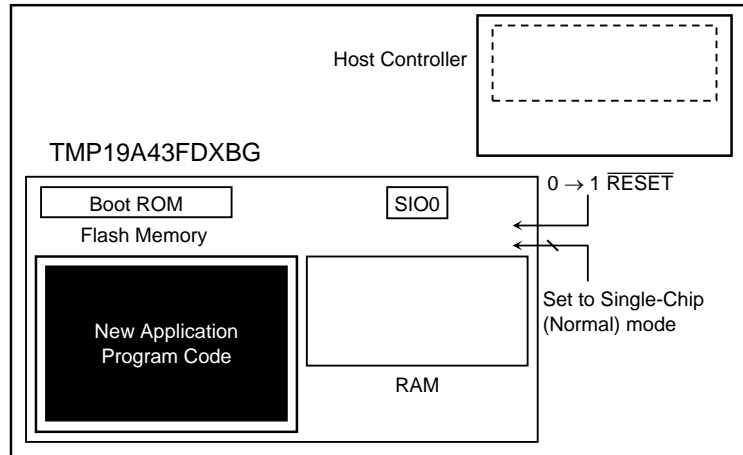 Host Controller
TMP19A43FDXBG
0 → 1 RESET
Boot ROM
SIO0
Flash Memory
Set to Single-Chip
(Normal) mode
New Application
Program Code
RAM